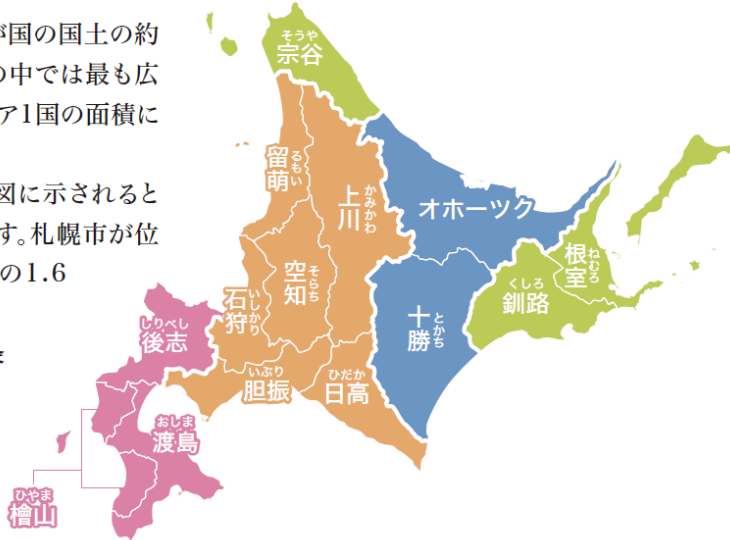 が国の国土の約
の中では最も広
ア1国の面積に
図に示されると
す。札幌市が位
の1.6
そうや
宗谷
るもい
留萌
かみかわ
上川
オホーツク
ねむろ
根室
くしろ
釧路
そらち
空知
いしかり
石狩
とかち
十勝
しりべし
後志
いぶり
胆振
ひだか
日高
おしま
渡島
ひやま
檜山